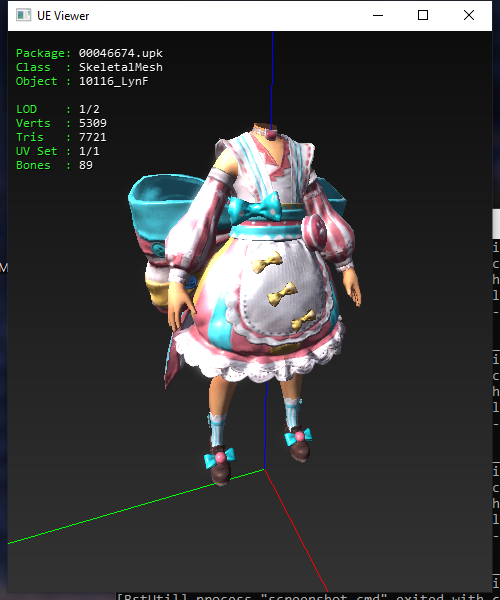 UE Viewer
Package: 00046674.upk
Class : SkeletalMesh
Object : 10116_LynF
LOD : 1/2
Verts : 5309
Tris : 7721
UV Set : 1/1
Bones : 89
M
i
c
h
l
-
i
c
h
l
-
i
c
h
l
-
i
[BstUtil] process "screenshot.cmd" exited with c